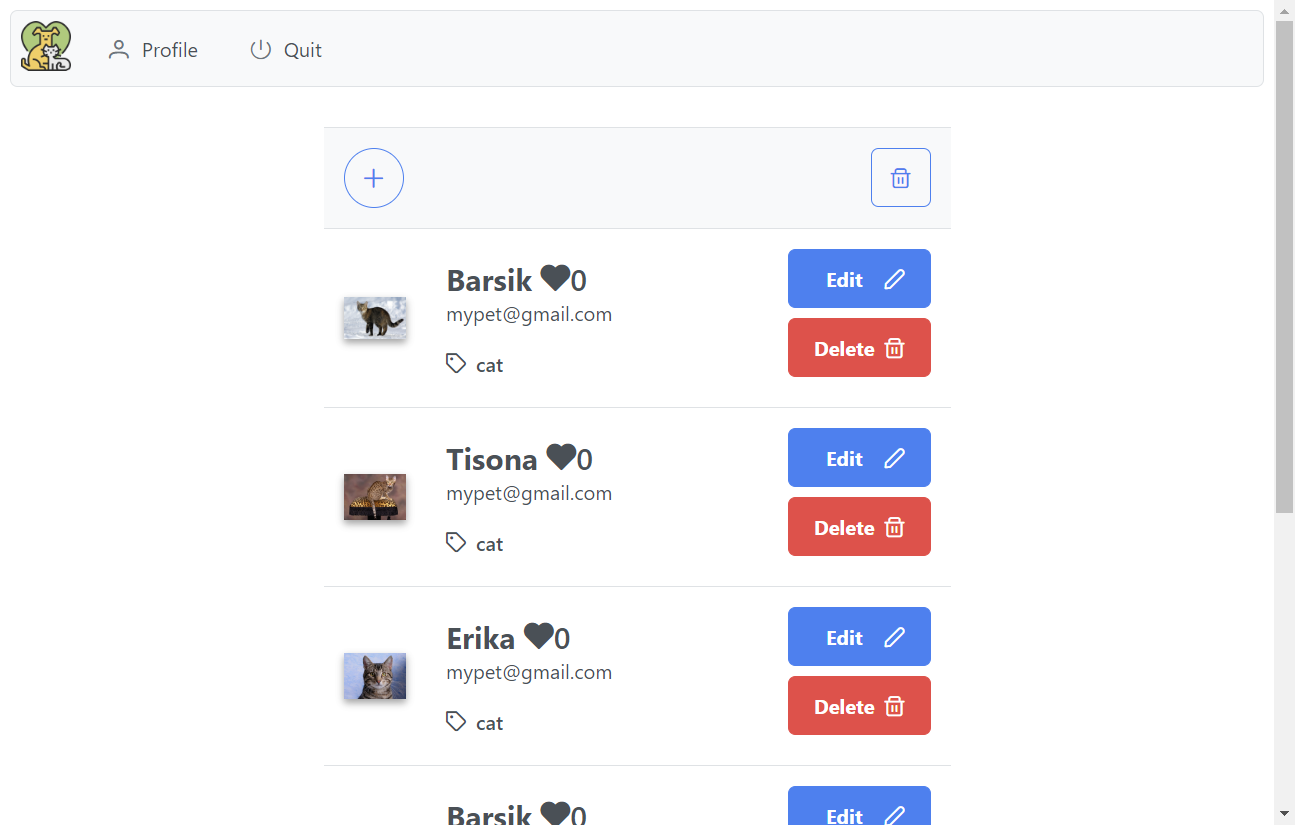 Profile
Quit
Barsik 0
mypet@gmail.com
cat
Edit
Delete
Tisona 0
mypet@gmail.com
cat
Edit
Delete
Erika 0
mypet@gmail.com
cat
Edit
Delete
Barsik 0
Edit